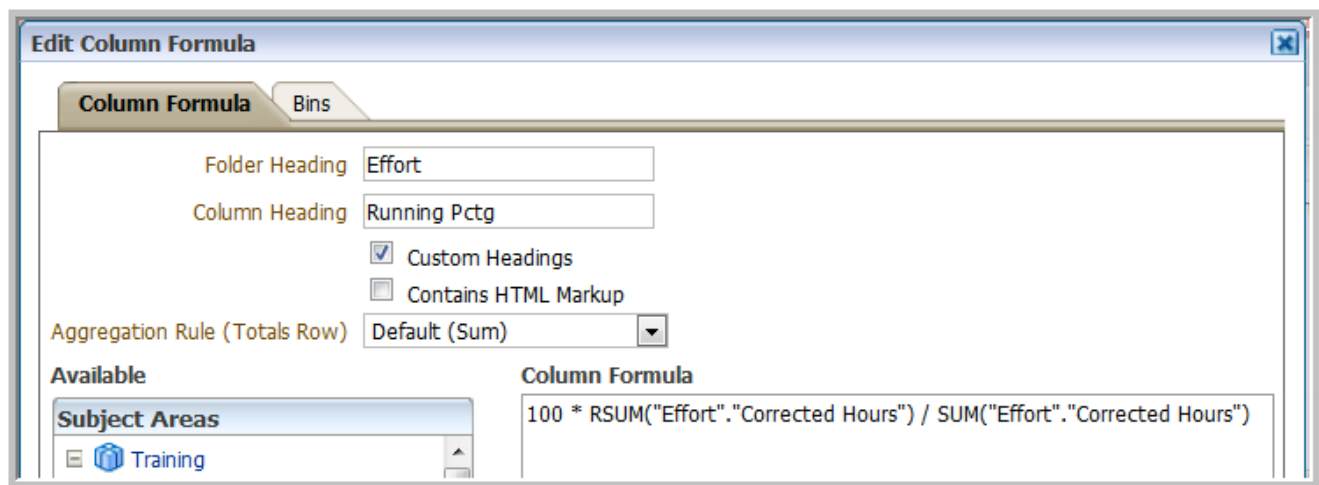 Edit Column Formula
Column Formula Bins
Folder Heading Effort
Column Heading Running Pctg
Custom Headings
Contains HTML Markup
Aggregation Rule (Totals Row) Default (Sum)
Available Column Formula
Subject Areas 100 * RSUM("Effort"."Corrected Hours") / SUM("Effort"."Corrected Hours")
Training